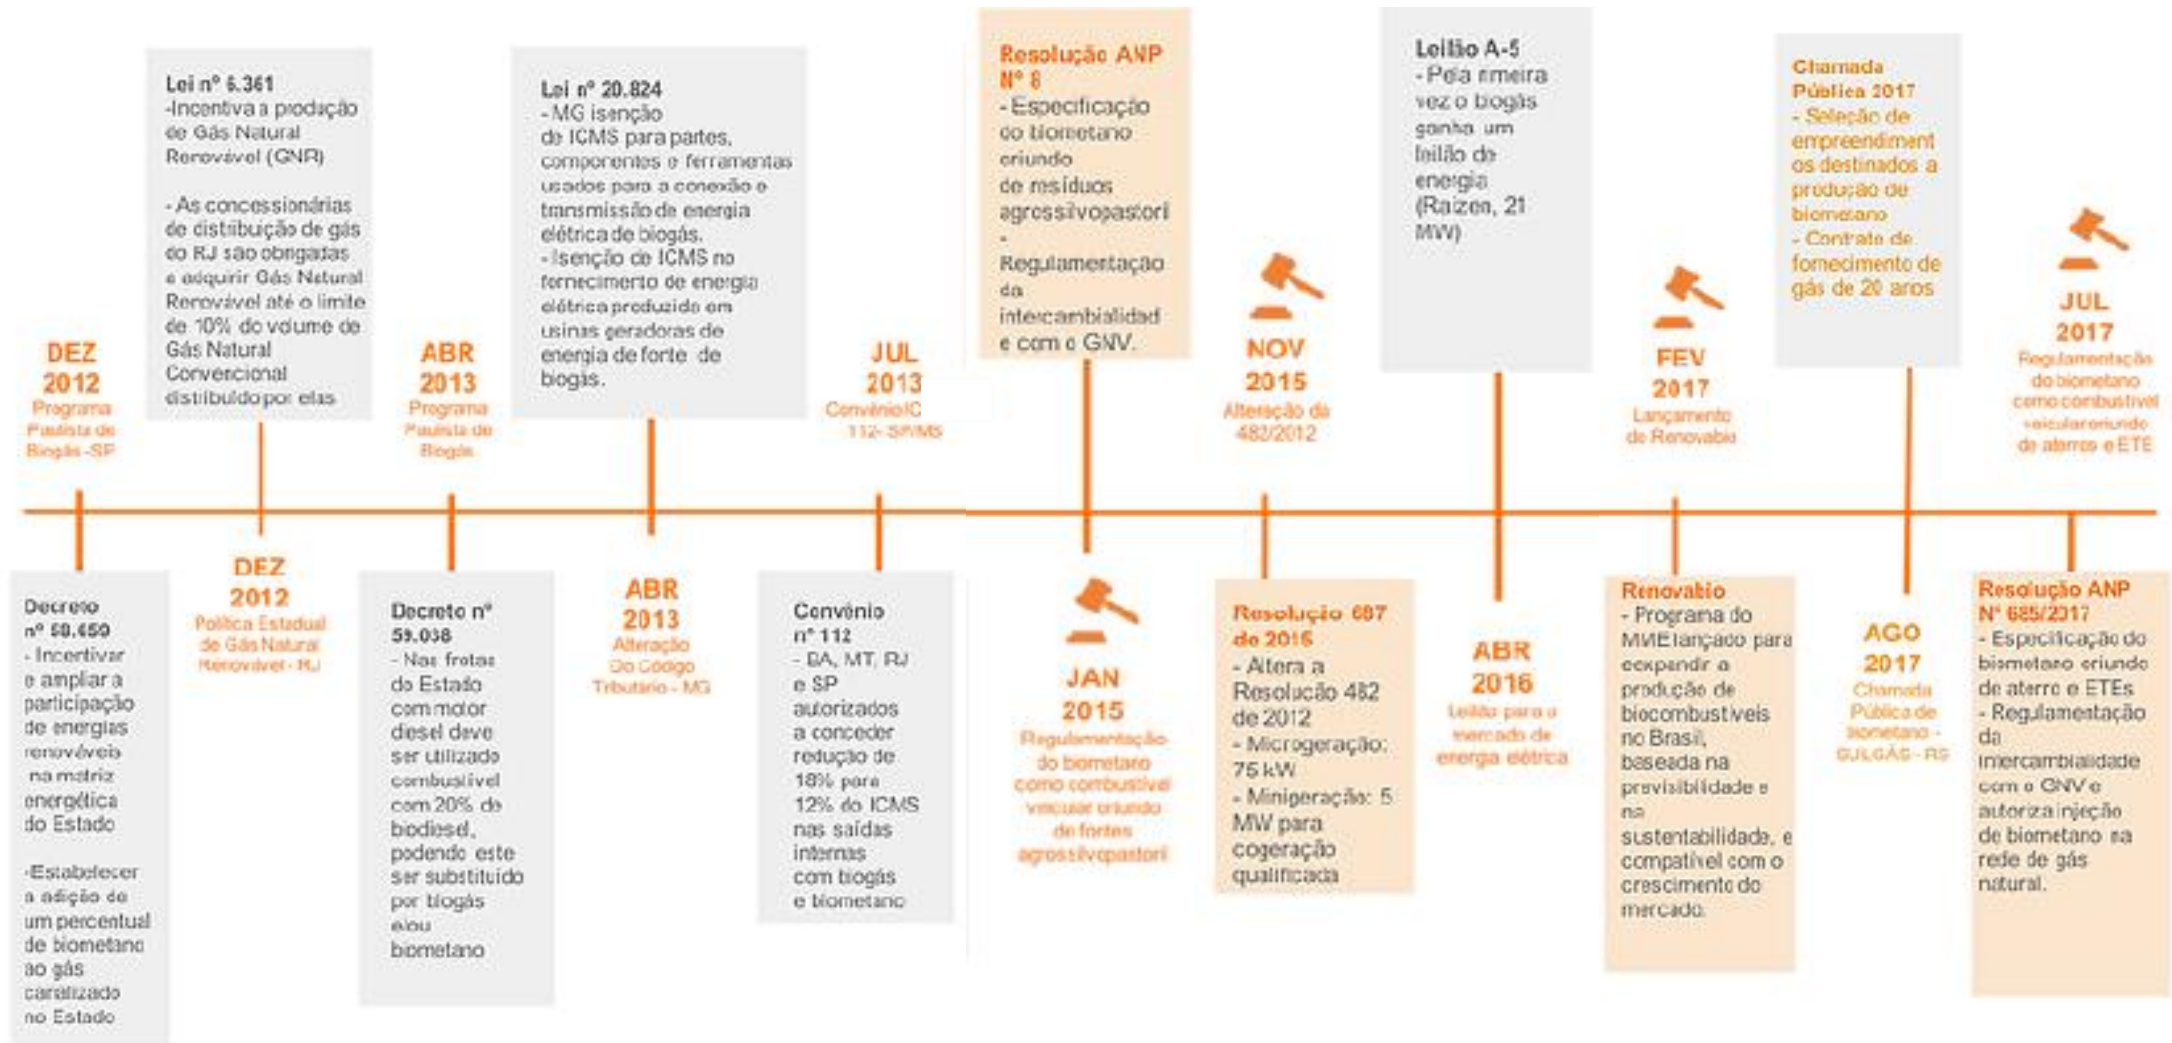 DEZ
2012
Programa
Paulista de
Biogás -SP
Decreto
nº 58.659
- Incentivar
e ampliar a
participação
de energias
renováveis
na matriz
energética
do Estado
-Estabelecer
a adição de
um percentual
de biometano
ao gás
canalizado
no Estado
Lei nº 6.361
-Incentiva a produção
de Gás Natural
Renovável (GNR)
- As concessionárias
de distribuição de gás
do RJ são obrigadas
a adquirir Gás Natural
Renovável até o limite
de 10% do volume de
Gás Natural
Convencional
distribuído por elas
DEZ
2012
Política Estadual
de Gás Natural
Renovável - RJ
ABR
2013
Programa
Paulista de
Biogás
Decreto nº
59.038
- Nas frotas
do Estado
com motor
diesel deve
ser utilizado
combustível
com 20% de
biodiesel,
podendo este
ser substituído
por biogás
e/ou
biometano
Lei nº 20.824
- MG isenção
de ICMS para partes,
componentes e ferramentas
usados para a conexão e
transmissão de energia
elétrica de biogás.
- Isenção de ICMS no
fornecimento de energia
elétrica produzida em
usinas geradoras de
energia de fonte de
biogás.
ABR
2013
Alteração
Do Código
Tributário - MG
JUL
2013
Convênio IC
112- SP/MS
Convênio
nº 112
- BA, MT, RJ
e SP
autorizados
a conceder
redução de
18% para
12% do ICMS
nas saídas
internas
com biogás
e biometano
Resolução ANP
Nº 8
- Especificação
do biometano
oriundo
de resíduos
agrossilvopastori
-
Regulamentação
da
intercambialidad
e com o GNV.
JAN
2015
Regulamentação
do biometano
como combustível
veicular oriundo
de fontes
agrossilvopastoril
NOV
2015
Alteração da
482/2012
Resolução 687
de 2015
- Altera a
Resolução 482
de 2012
- Microgeração:
75 kW
- Minigeração: 5
MW para
cogeração
qualificada
Leilão A-5
- Pela rimeira
vez o biogás
ganha um
leilão de
energia
(Raizen, 21
MW)
ABR
2016
Leilão para o
mercado de
energia elétrica
FEV
2017
Lançamento
do Renovabio
Renovabio
- Programa do
MME lançado para
expandir a
produção de
biocombustíveis
no Brasil,
baseada na
previsibilidade e
na
sustentabilidade, e
compatível com o
crescimento do
mercado.
Chamada
Pública 2017
- Seleção de
empreendiment
os destinados a
produção de
biometano
- Contrato de
fornecimento de
gás de 20 anos
AGO
2017
Chamada
Pública de
biometano -
SULGÁS - RS
JUL
2017
Regulamentação
do biometano
como combustível
veicular oriundo
de aterros e ETE
Resolução ANP
Nº 685/2017
- Especificação do
biometano oriundo
de aterro e ETEs
- Regulamentação
da
intercambialidade
com o GNV e
autoriza injeção
de biometano na
rede de gás
natural.